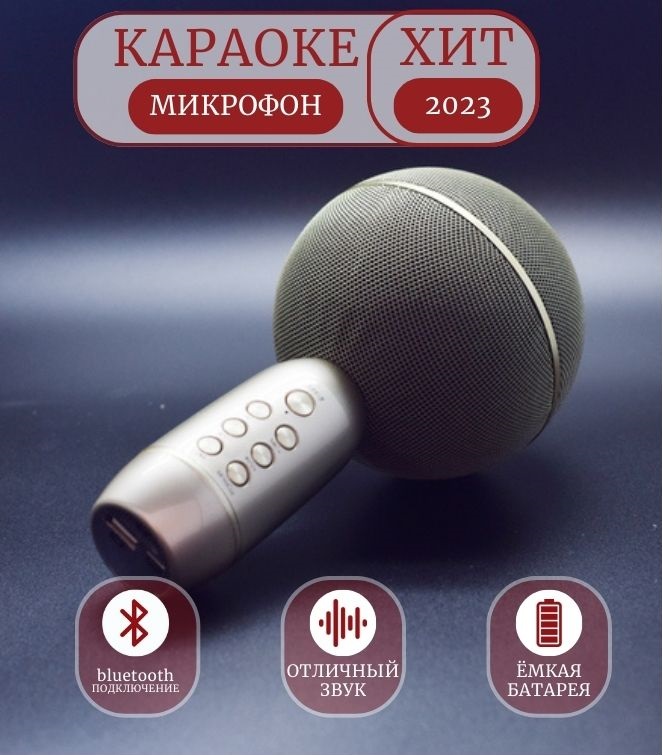 КАРАОКЕ
МИКРОФОН
ХИТ
2023
bluetooth
ПОДКЛЮЧЕНИЕ
ОТЛИЧНЫЙ
ЗВУК
ЁМКАЯ
БАТАРЕЯ